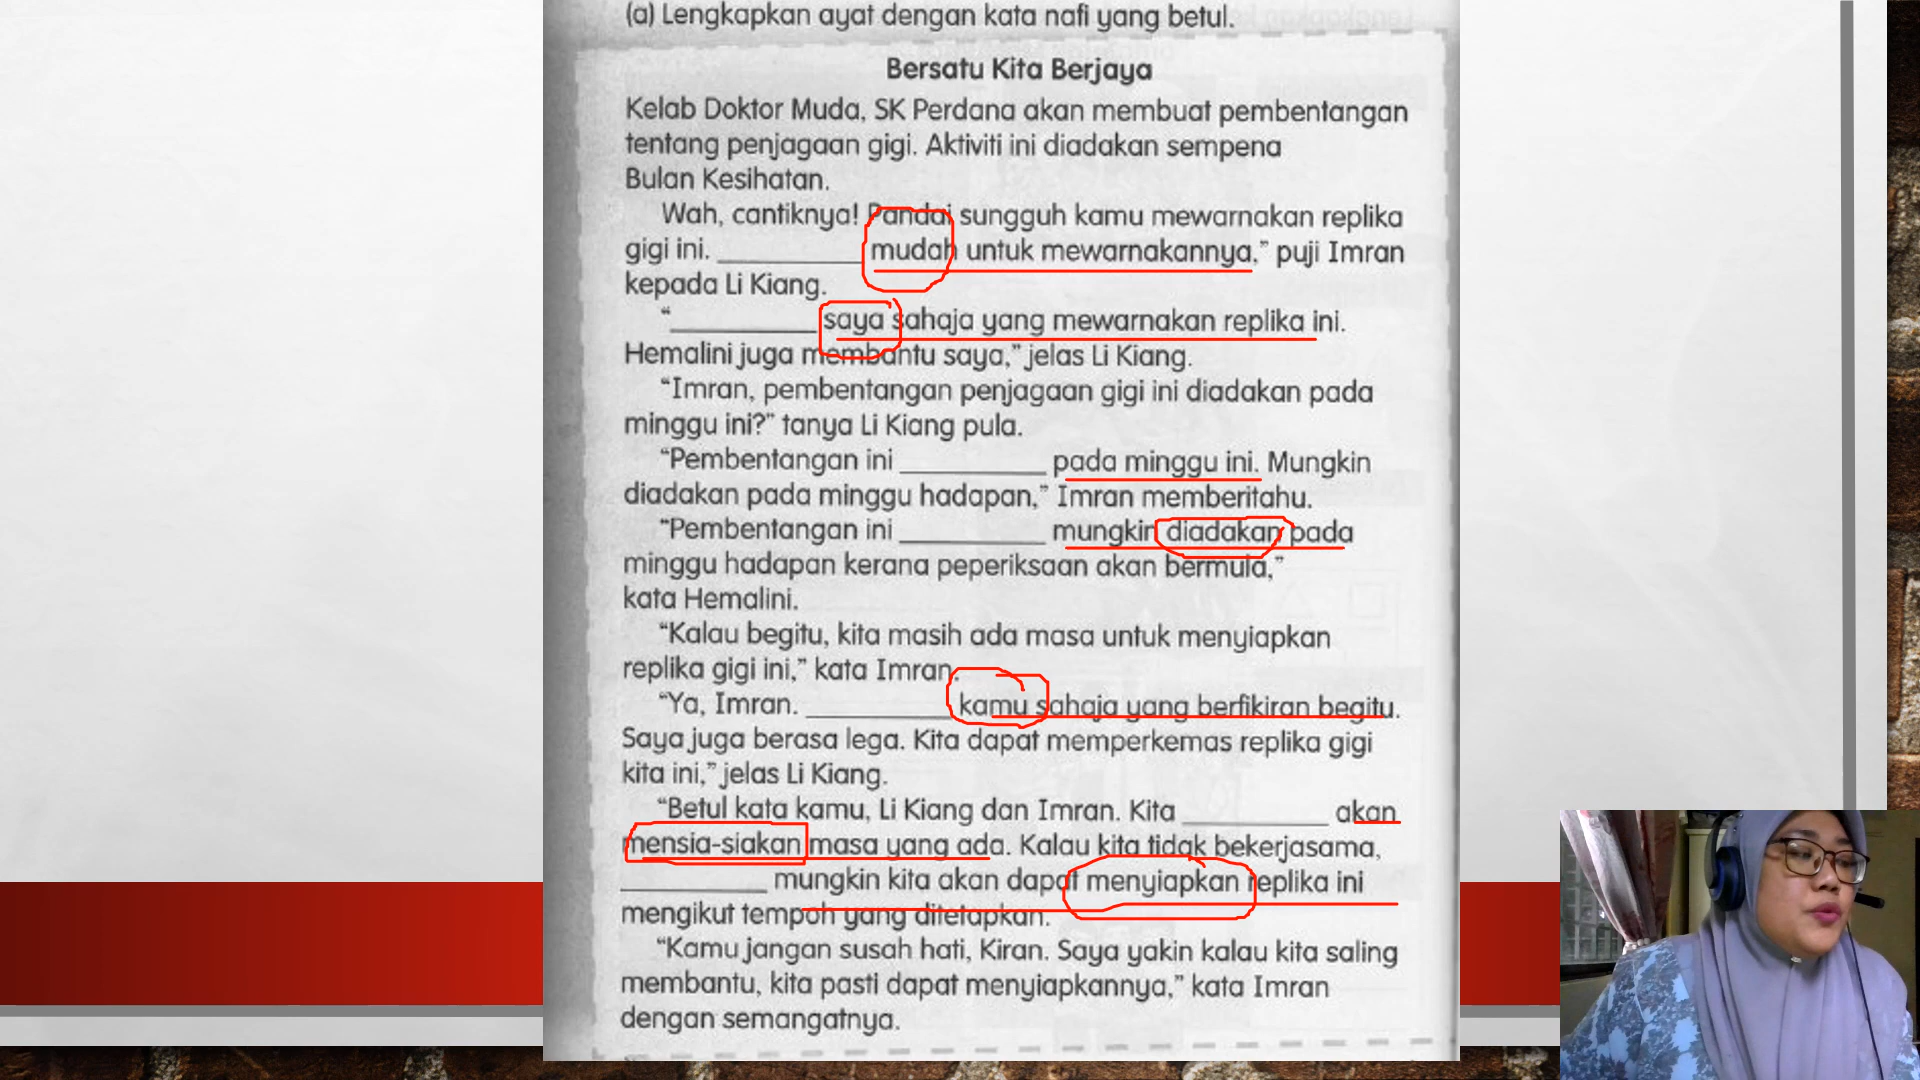 (a) Lengkapkan ayat dengan kata nafi yang betul.
Bersatu Kita Berjaya
Kelab Doktor Muda, SK Perdana akan membuat pembentangan
tentang penjagaan gigi. Aktiviti ini diadakan sempena
Bulan Kesihatan.
Wah, cantiknya! Pandai sungguh kamu mewarnakan replika
gigi ini. __________ mudah untuk mewarnakannya,” puji Imran
kepada Li Kiang.
“__________ saya sahaja yang mewarnakan replika ini.
Hemalini juga membantu saya,” jelas Li Kiang.
“Imran, pembentangan penjagaan gigi ini diadakan pada
minggu ini?” tanya Li Kiang pula.
“Pembentangan ini __________ pada minggu ini. Mungkin
diadakan pada minggu hadapan,” Imran memberitahu.
“Pembentangan ini __________ mungkin diadakan pada
minggu hadapan kerana peperiksaan akan bermula,”
kata Hemalini.
“Kalau begitu, kita masih ada masa untuk menyiapkan
replika gigi ini,” kata Imran.
“Ya, Imran. __________ kamu sahaja yang berfikiran begitu.
Saya juga berasa lega. Kita dapat memperkemas replika gigi
kita ini,” jelas Li Kiang.
“Betul kata kamu, Li Kiang dan Imran. Kita __________ akan
mensia-siakan masa yang ada. Kalau kita tidak bekerjasama,
__________ mungkin kita akan dapat menyiapkan replika ini
mengikut tempoh yang ditetapkan.
“Kamu jangan susah hati, Kiran. Saya yakin kalau kita saling
membantu, kita pasti dapat menyiapkannya,” kata Imran
dengan semangatnya.